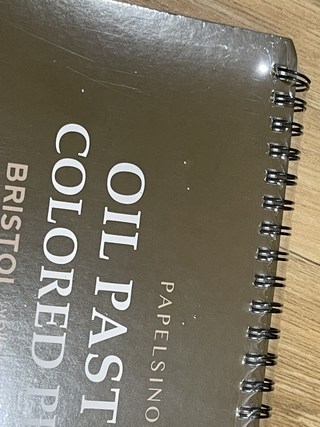 PAPELSINO
OIL PAST
COLORED P
BRISTOL